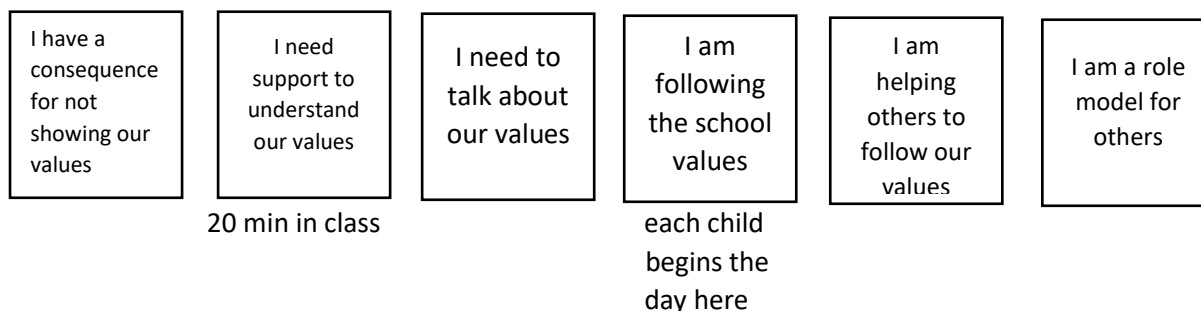 I have a
consequence
for not
showing our
values
I need
support to
understand
our values
I need to
talk about
our values
I am
following
the school
values
I am
helping
others to
follow our
values
I am a role
model for
others
20 min in class
each child
begins the
day here